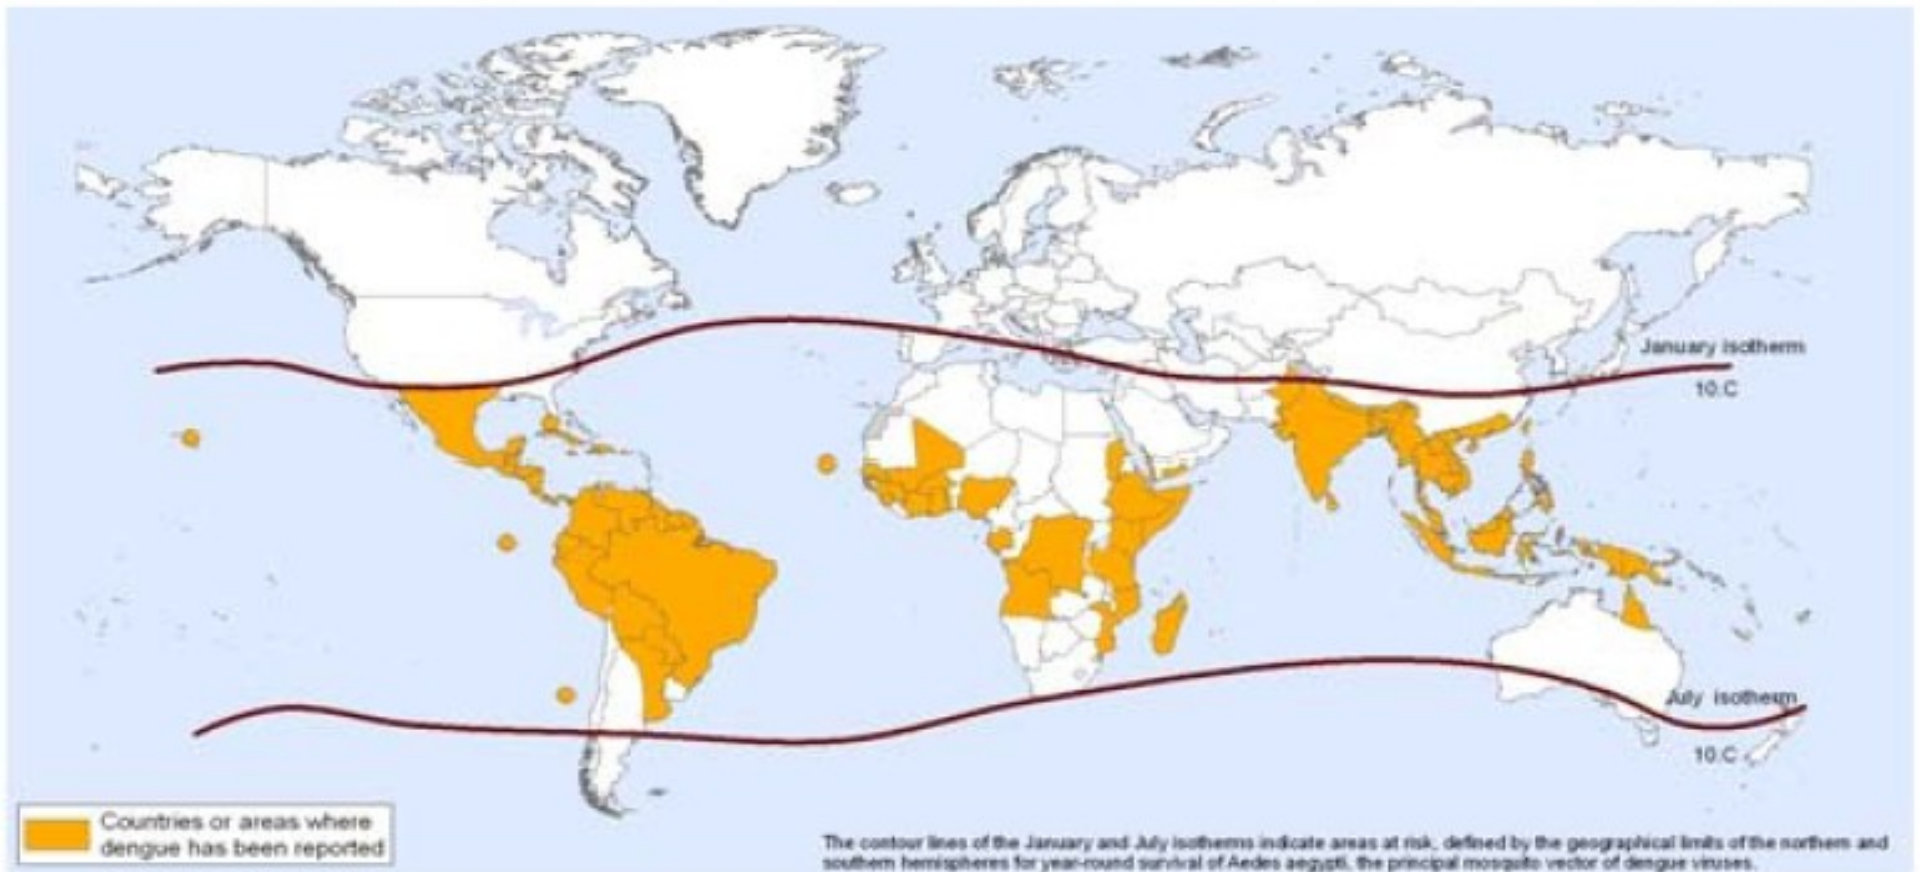 January isotherm
10.C
July isotherm
10.C
Countries or areas where
dengue has been reported
The contour lines of the January and July isotherms indicate areas at risk, defined by the geographical limits of the northern and
southern hemispheres for year-round survival of Aedes aegypti, the principal mosquito vector of dengue viruses.